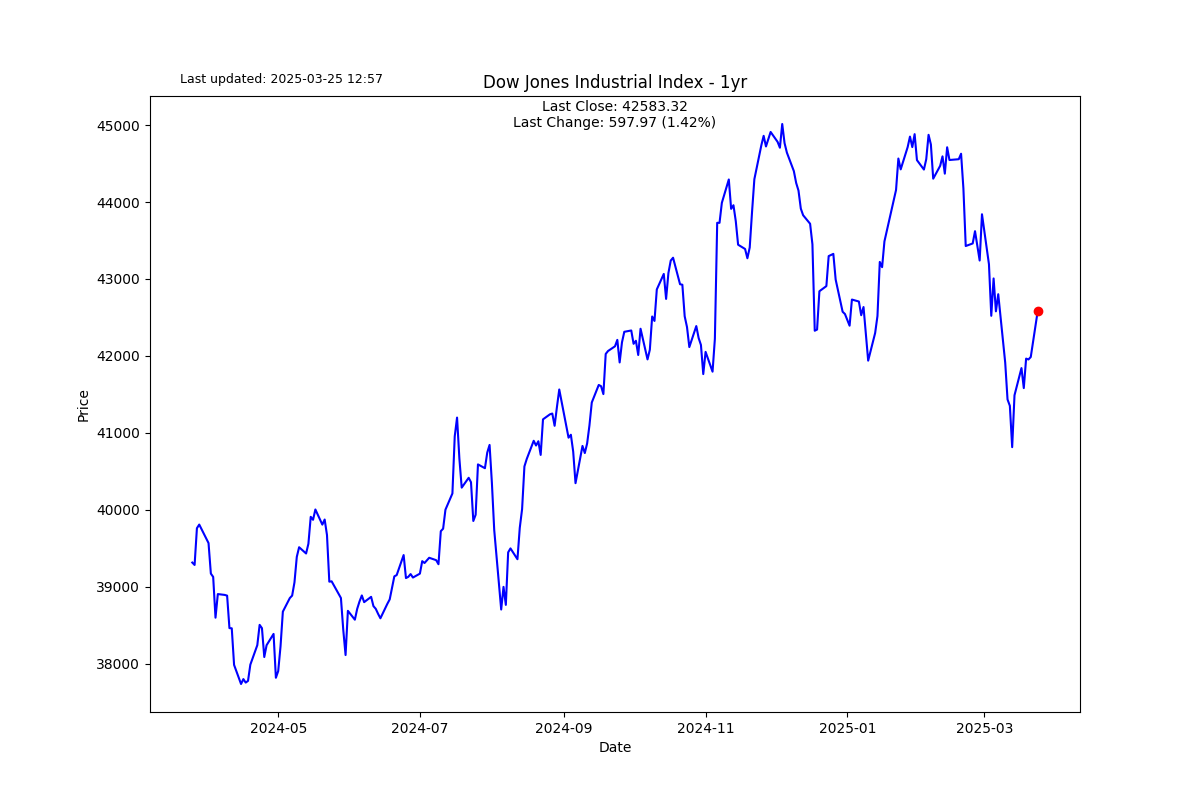 Last updated: 2025-03-25 12:57
Dow Jones Industrial Index - 1yr
Last Close: 42583.32
Last Change: 597.97 (1.42%)
45000
44000
43000
42000
41000
40000
39000
38000
Price
2024-05
2024-07
2024-09
2024-11
2025-01
2025-03
Date